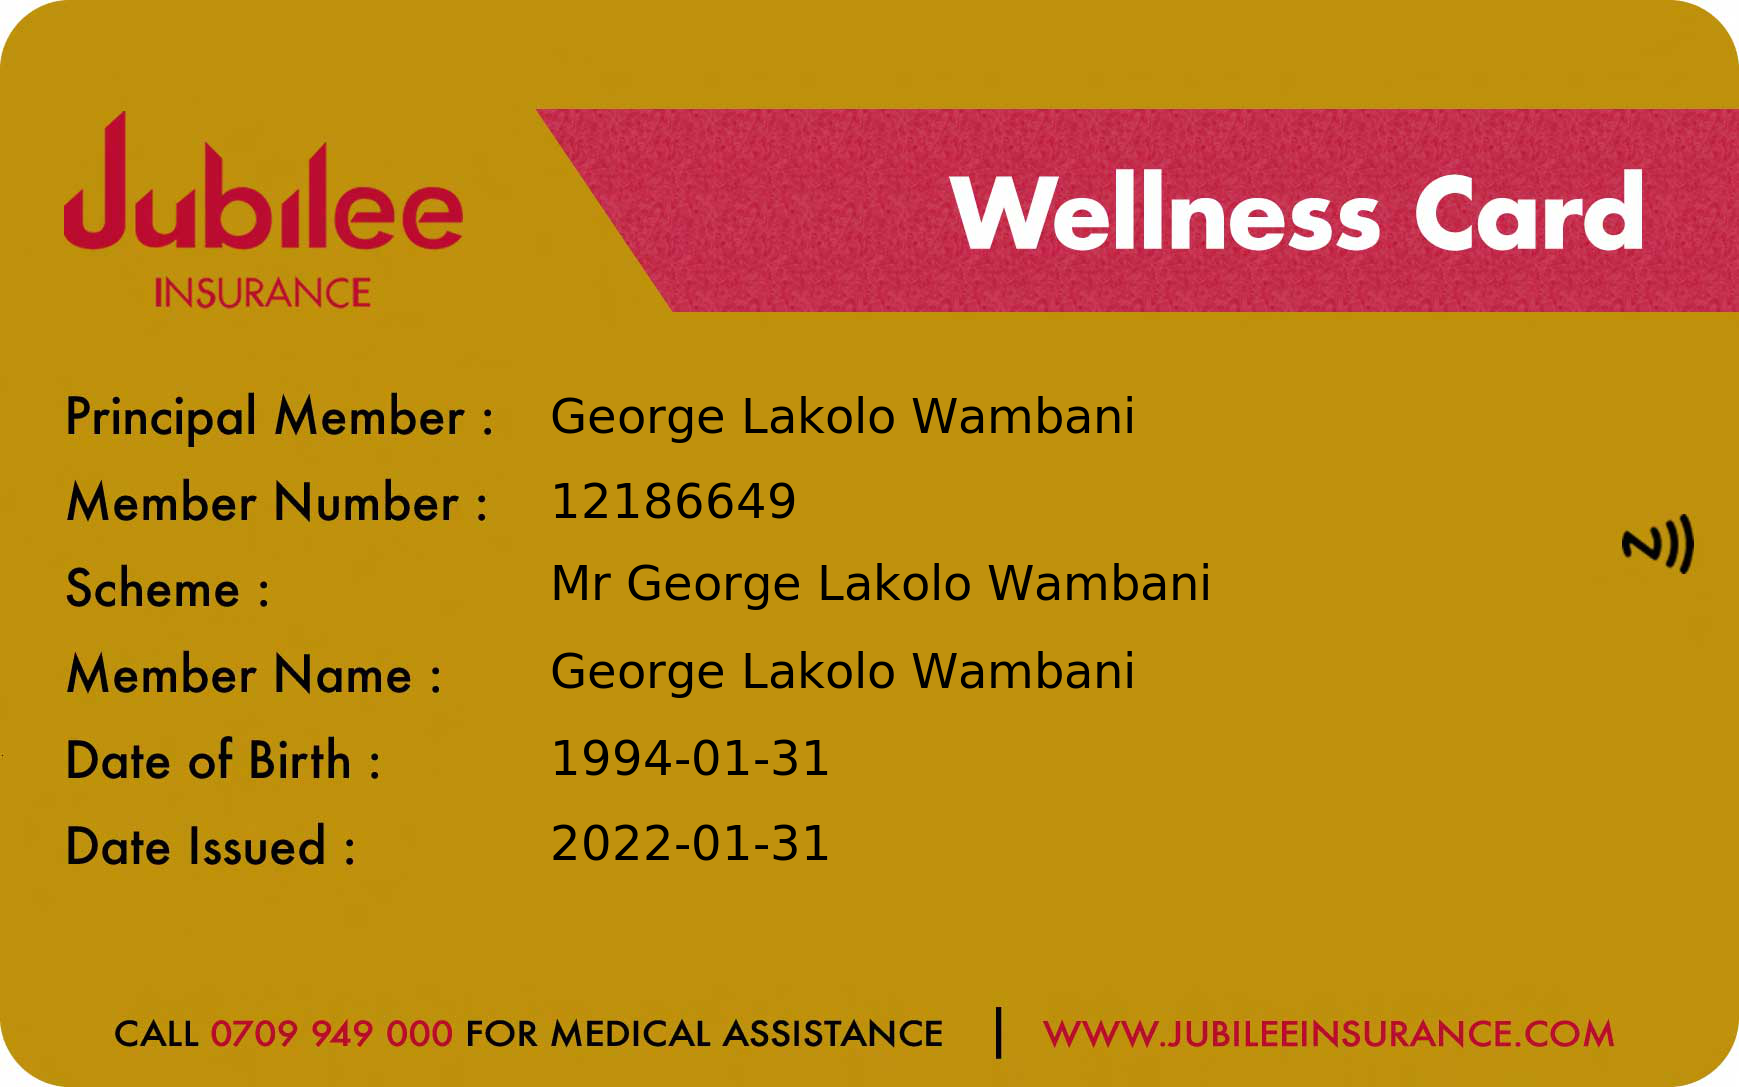 Jubilee
INSURANCE
Wellness Card
Principal Member : George Lakolo Wambani
Member Number : 12186649
Scheme : Mr George Lakolo Wambani
Member Name : George Lakolo Wambani
Date of Birth : 1994-01-31
Date Issued : 2022-01-31
CALL 0709 949 000 FOR MEDICAL ASSISTANCE | WWW.JUBILEEINSURANCE.COM